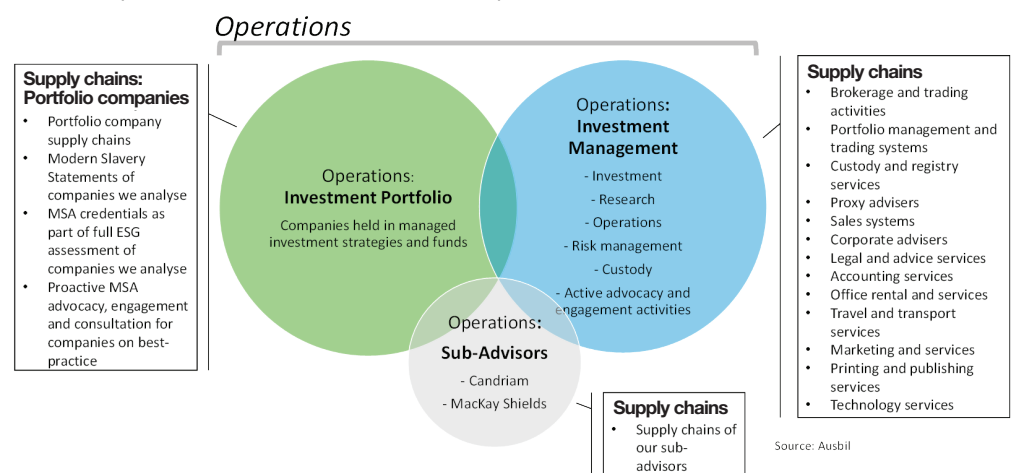 Operations
Supply chains:
Portfolio companies
• Portfolio company
supply chains
• Modern Slavery
Statements of
companies we analyse
• MSA credentials as
part of full ESG
assessment of
companies we analyse
• Proactive MSA
advocacy, engagement
and consultation for
companies on best-
practice
Operations:
Investment Portfolio
Companies held in managed
investment strategies and funds
Operations:
Investment
Management
- Investment
- Research
- Operations
- Risk management
- Custody
- Active advocacy and
engagement activities
Operations:
Sub-Advisors
- Candriam
- MacKay Shields
Supply chains
• Supply chains of
our sub-
advisors
Supply chains
• Brokerage and trading
activities
• Portfolio management and
trading systems
• Custody and registry
services
• Proxy advisers
• Sales systems
• Corporate advisers
• Legal and advice services
• Accounting services
• Office rental and services
• Travel and transport
services
• Marketing and services
• Printing and publishing
services
• Technology services
Source: Ausbil